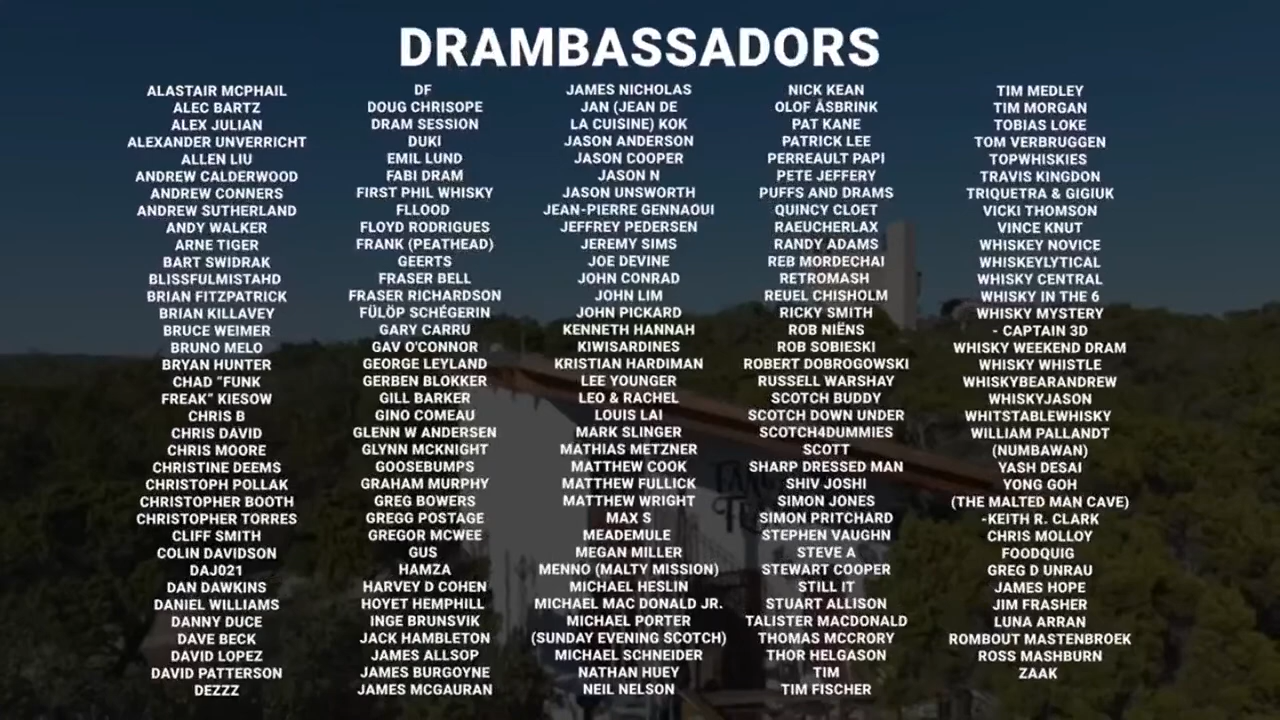 DRAMBASSADORS
ALASTAIR MCPHAIL
ALEC BARTZ
ALEX JULIAN
ALEXANDER UNVERRICHT
ALLEN LIU
ANDREW CALDERWOOD
ANDREW CONNERS
ANDREW SUTHERLAND
ANDY WALKER
ARNE TIGER
BART SWIDRAK
BLISSFULMISTAHD
BRIAN FITZPATRICK
BRIAN KILLAVEY
BRUCE WEIMER
BRUNO MELO
BRYAN HUNTER
CHAD "FUNK
FREAK" KIESOW
CHRIS B
CHRIS DAVID
CHRIS MOORE
CHRISTINE DEEMS
CHRISTOPH POLLAK
CHRISTOPHER BOOTH
CHRISTOPHER TORRES
CLIFF SMITH
COLIN DAVIDSON
DAJ021
DAN DAWKINS
DANIEL WILLIAMS
DANNY DUCE
DAVE BECK
DAVID LOPEZ
DAVID PATTERSON
DEZZZ
DF
DOUG CHRISOPE
DRAM SESSION
DUKI
EMIL LUND
FABI DRAM
FIRST PHIL WHISKY
FLLOOD
FLOYD RODRIGUES
FRANK (PEATHEAD)
GEERTS
FRASER BELL
FRASER RICHARDSON
FÜLÖP SCHÉGERIN
GARY CARRU
GAV O'CONNOR
GEORGE LEYLAND
GERBEN BLOKKER
GILL BARKER
GINO COMEAU
GLENN W ANDERSEN
GLYNN MCKNIGHT
GOOSEBUMPS
GRAHAM MURPHY
GREG BOWERS
GREGG POSTAGE
GREGOR MCWEE
GUS
HAMZA
HARVEY D COHEN
HOYET HEMPHILL
INGE BRUNSVIK
JACK HAMBLETON
JAMES ALLSOP
JAMES BURGOYNE
JAMES MCGAURAN
JAMES NICHOLAS
JAN (JEAN DE
LA CUISINE) KOK
JASON ANDERSON
JASON COOPER
JASON N
JASON UNSWORTH
JEAN-PIERRE GENNAOUI
JEFFREY PEDERSEN
JEREMY SIMS
JOE DEVINE
JOHN CONRAD
JOHN LIM
JOHN PICKARD
KENNETH HANNAH
KIWISARDINES
KRISTIAN HARDIMAN
LEE YOUNGER
LEO & RACHEL
LOUIS LAI
MARK SLINGER
MATHIAS METZNER
MATTHEW COOK
MATTHEW FULLICK
MATTHEW WRIGHT
MAX S
MEADEMULE
MEGAN MILLER
MENNO (MALTY MISSION)
MICHAEL HESLIN
MICHAEL MAC DONALD JR.
MICHAEL PORTER
(SUNDAY EVENING SCOTCH)
MICHAEL SCHNEIDER
NATHAN HUEY
NEIL NELSON
NICK KEAN
OLOF ÅSBRINK
PAT KANE
PATRICK LEE
PERREAULT PAPI
PETE JEFFERY
PUFFS AND DRAMS
QUINCY CLOET
RAEUCHERLAX
RANDY ADAMS
REB MORDECHAI
RETROMASH
REUEL CHISHOLM
RICKY SMITH
ROB NIËNS
ROB SOBIESKI
ROBERT DOBROGOWSKI
RUSSELL WARSHAY
SCOTCH BUDDY
SCOTCH DOWN UNDER
SCOTCH4DUMMIES
SCOTT
SHARP DRESSED MAN
SHIV JOSHI
SIMON JONES
SIMON PRITCHARD
STEPHEN VAUGHN
STEVE A
STEWART COOPER
STILL IT
STUART ALLISON
TALISTER MACDONALD
THOMAS MCCRORY
THOR HELGASON
TIM
TIM FISCHER
TIM MEDLEY
TIM MORGAN
TOBIAS LOKE
TOM VERBRUGGEN
TOPWHISKIES
TRAVIS KINGDON
TRIQUETRA & GIGIUK
VICKI THOMSON
VINCE KNUT
WHISKEY NOVICE
WHISKEYLYTICAL
WHISKY CENTRAL
WHISKY IN THE 6
WHISKY MYSTERY
- CAPTAIN 3D
WHISKY WEEKEND DRAM
WHISKY WHISTLE
WHISKYBEARANDREW
WHISKYJASON
WHITSTABLEWHISKY
WILLIAM PALLANDT
(NUMBAWAN)
YASH DESAI
YONG GOH
(THE MALTED MAN CAVE)
-KEITH R. CLARK
CHRIS MOLLOY
FOODQUIG
GREG D UNRAU
JAMES HOPE
JIM FRASHER
LUNA ARRAN
ROMBOUT MASTENBROEK
ROSS MASHBURN
ZAAK